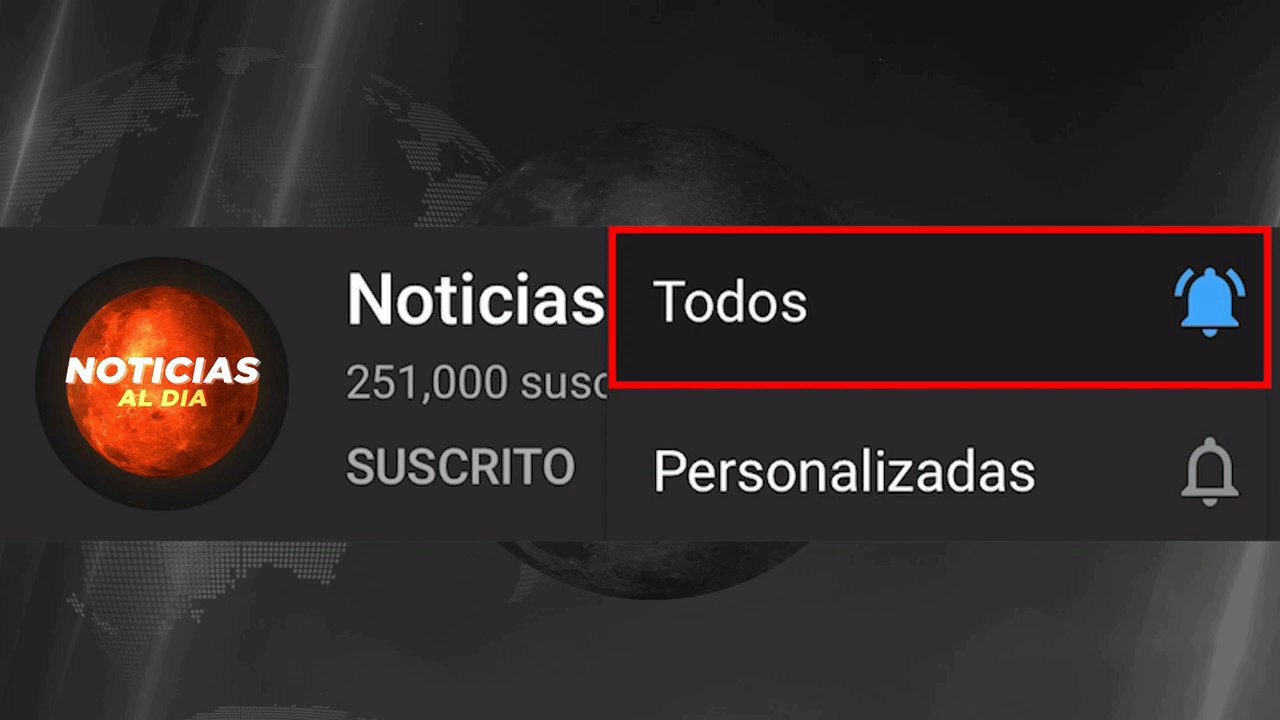 NOTICIAS
AL DIA
Noticias
251,000 susc
SUSCRITO
Todos
Personalizadas